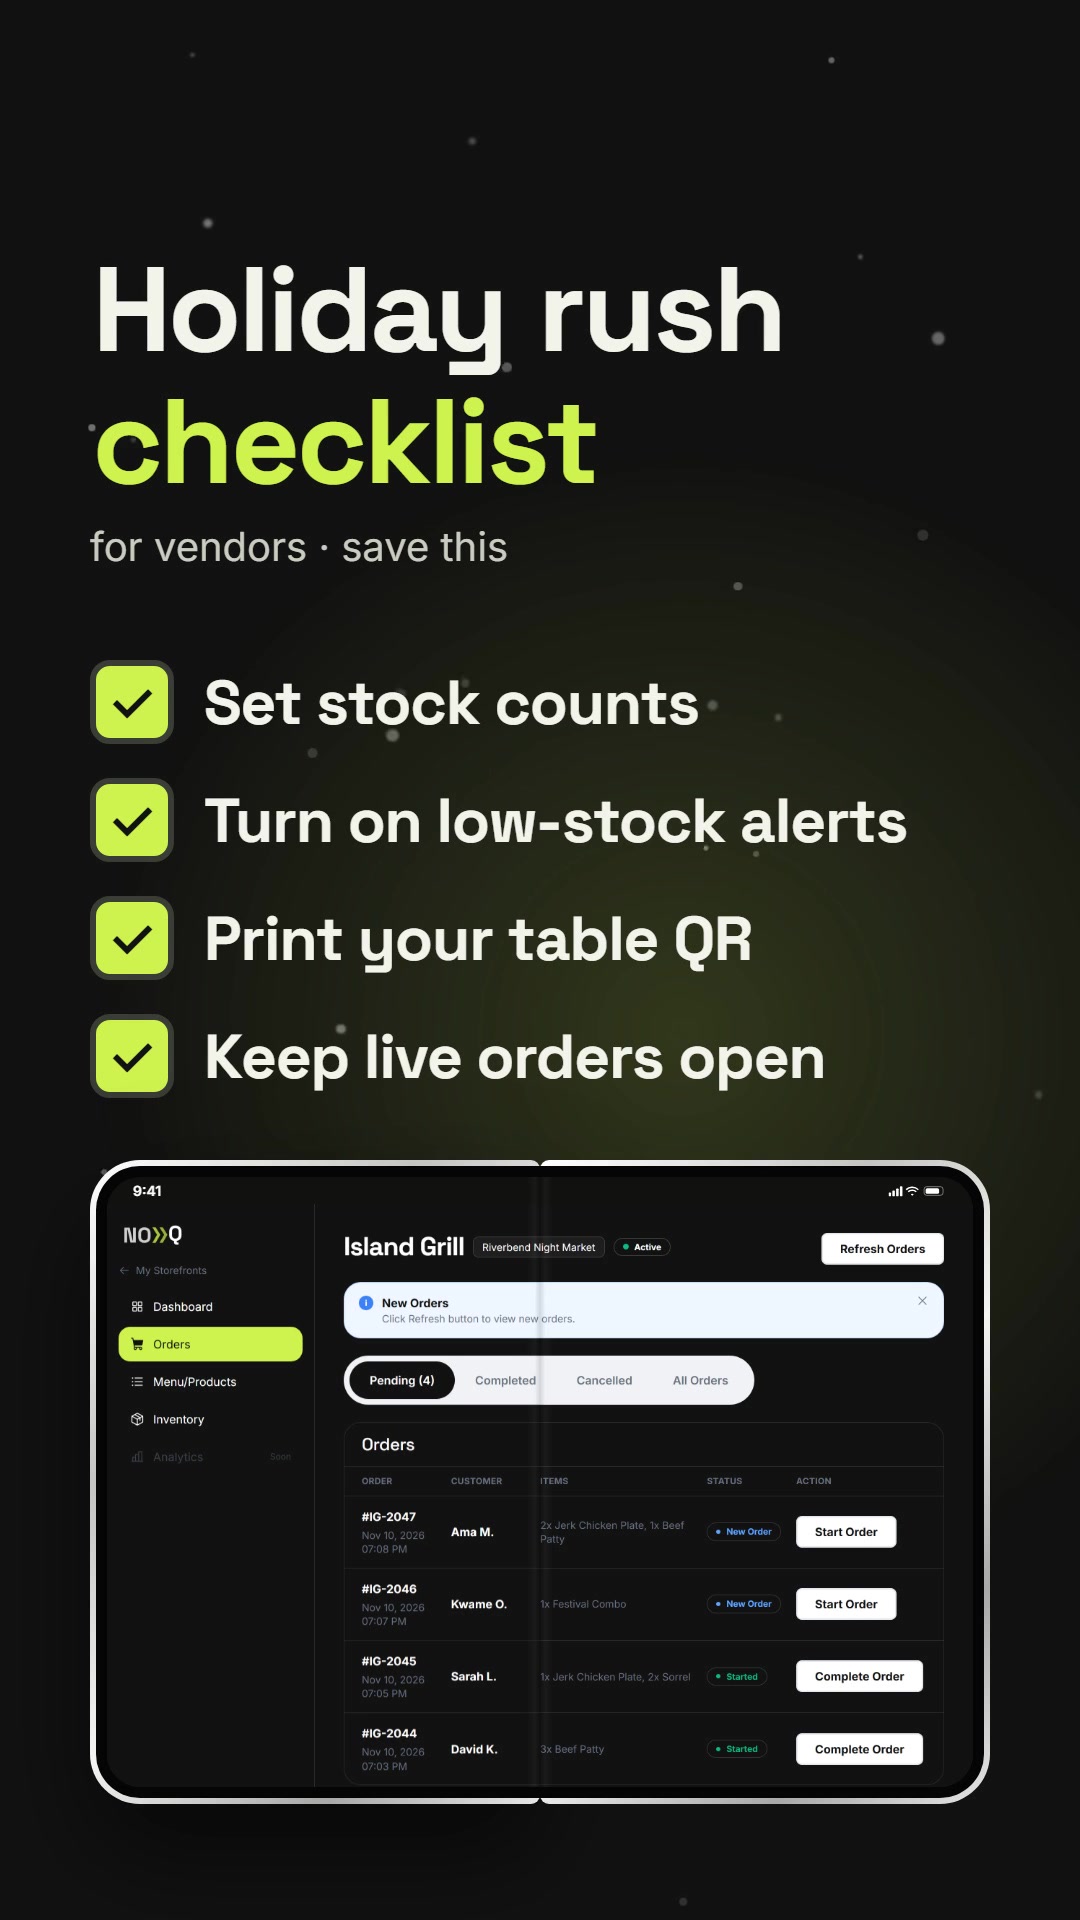 Holiday rush
checklist
for vendors · save this
Set stock counts
Turn on low-stock alerts
Print your table QR
Keep live orders open
9:41
NO»Q
← My Storefronts
Dashboard
Orders
Menu/Products
Inventory
Analytics Soon
Island Grill Riverbend Night Market Active
Refresh Orders
New Orders
Click Refresh button to view new orders.
Pending (4) Completed Cancelled All Orders
Orders
ORDER CUSTOMER ITEMS STATUS ACTION
#IG-2047
Nov 10, 2026
07:08 PM
Ama M.
2x Jerk Chicken Plate, 1x Beef
Patty
New Order
Start Order
#IG-2046
Nov 10, 2026
07:07 PM
Kwame O.
1x Festival Combo
New Order
Start Order
#IG-2045
Nov 10, 2026
07:05 PM
Sarah L.
1x Jerk Chicken Plate, 2x Sorrel
Started
Complete Order
#IG-2044
Nov 10, 2026
07:03 PM
David K.
3x Beef Patty
Started
Complete Order